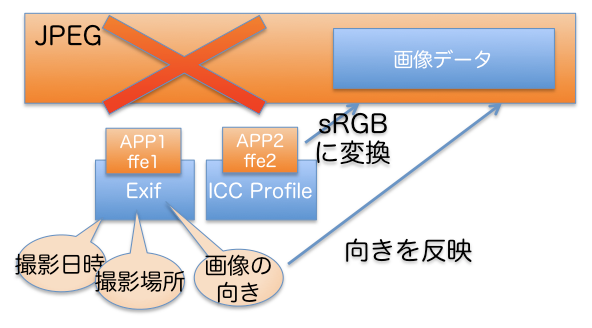 JPEG
画像データ
APP1
ffe1
Exif
APP2
ffe2
ICC Profile
sRGB
に変換
撮影日時
撮影場所
画像の
向き
向きを反映